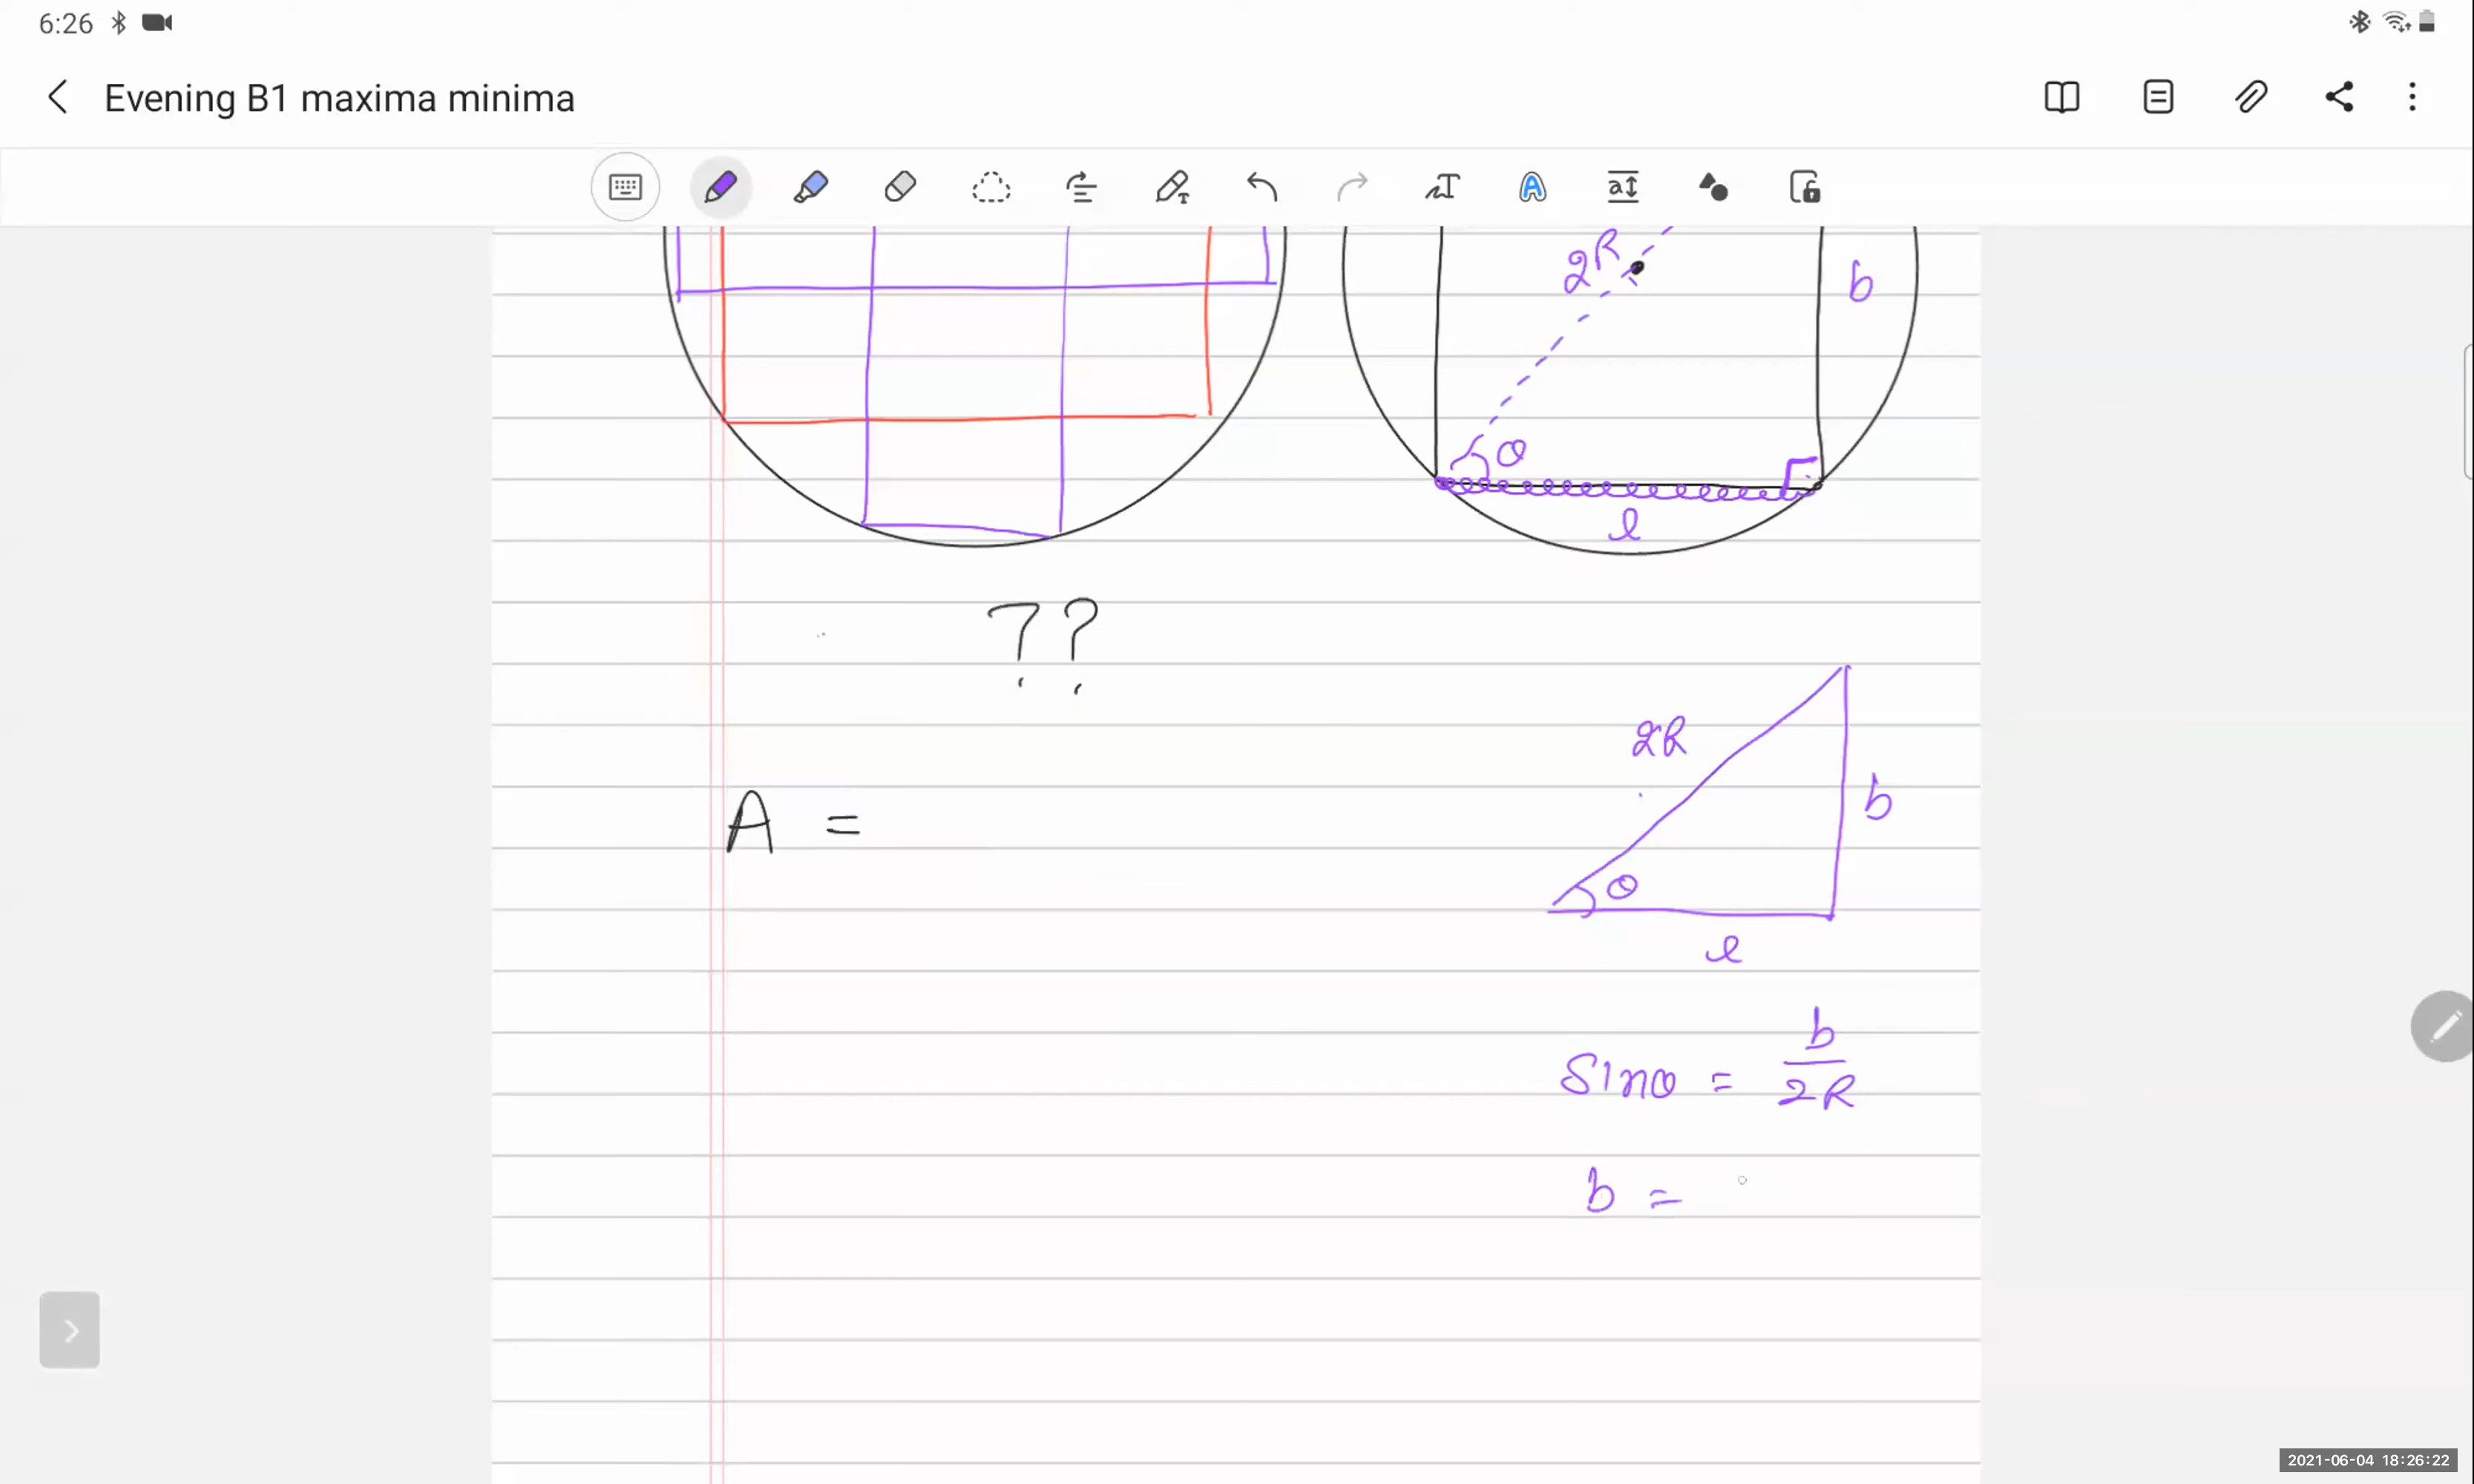 6:26
Evening B1 maxima minima
2R
b
θ
l
??
2R
b
A =
θ
l
sinθ = b/2R
b =
2021-06-04 18:26:22